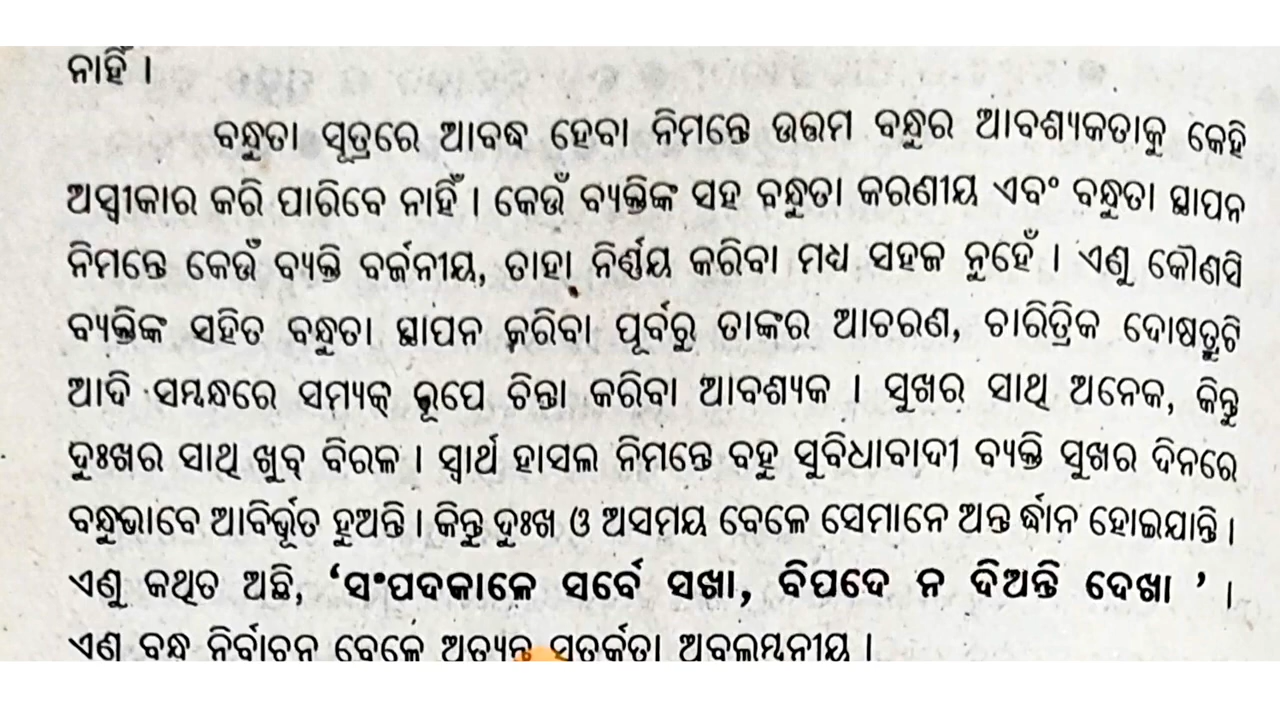 ନାହିଁ ।
ବନ୍ଧୁତା ସୂତ୍ରରେ ଆବଦ୍ଧ ହେବା ନିମନ୍ତେ ଉତ୍ତମ ବନ୍ଧୁର ଆବଶ୍ୟକତାକୁ କେହି
ଅସ୍ୱୀକାର କରି ପାରିବେ ନାହିଁ । କେଉଁ ବ୍ୟକ୍ତିଙ୍କ ସହ ବନ୍ଧୁତା କରଣୀୟ ଏବଂ ବନ୍ଧୁତା ସ୍ଥାପନ
ନିମନ୍ତେ କେଉଁ ବ୍ୟକ୍ତି ବର୍ଜନୀୟ, ତାହା ନିର୍ଣ୍ଣୟ କରିବା ମଧ୍ୟ ସହଜ ନୁହେଁ । ଏଣୁ କୌଣସି
ବ୍ୟକ୍ତିଙ୍କ ସହିତ ବନ୍ଧୁତା ସ୍ଥାପନ କରିବା ପୂର୍ବରୁ ତାଙ୍କର ଆଚରଣ, ଚାରିତ୍ରିକ ଦୋଷତ୍ରୁଟି
ଆଦି ସମ୍ବନ୍ଧରେ ସମ୍ୟକ୍ ରୂପେ ଚିନ୍ତା କରିବା ଆବଶ୍ୟକ । ସୁଖର ସାଥି ଅନେକ, କିନ୍ତୁ
ଦୁଃଖର ସାଥି ଖୁବ୍ ବିରଳ । ସ୍ୱାର୍ଥ ହାସଲ ନିମନ୍ତେ ବହୁ ସୁବିଧାବାଦୀ ବ୍ୟକ୍ତି ସୁଖର ଦିନରେ
ବନ୍ଧୁଭାବେ ଆବିର୍ଭୂତ ହୁଅନ୍ତି । କିନ୍ତୁ ଦୁଃଖ ଓ ଅସମୟ ବେଳେ ସେମାନେ ଅନ୍ତର୍ଦ୍ଧାନ ହୋଇଯାନ୍ତି ।
ଏଣୁ କଥିତ ଅଛି, ‘ସଂପଦକାଳେ ସର୍ବେ ସଖା, ବିପଦେ ନ ଦିଅନ୍ତି ଦେଖା ’ ।
ଏଣୁ ବନ୍ଧୁ ନିର୍ବାଚନ ବେଳେ ଅତ୍ୟନ୍ତ ସତର୍କତା ଅବଲମ୍ବନୀୟ ।